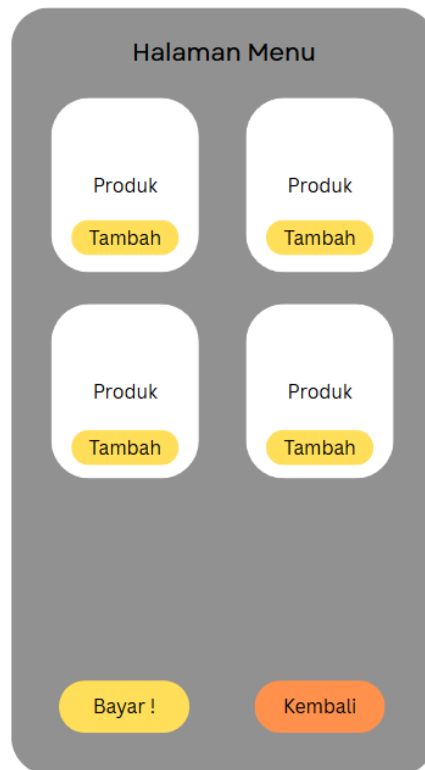 Halaman Menu
Produk
Tambah
Produk
Tambah
Produk
Tambah
Produk
Tambah
Bayar !
Kembali